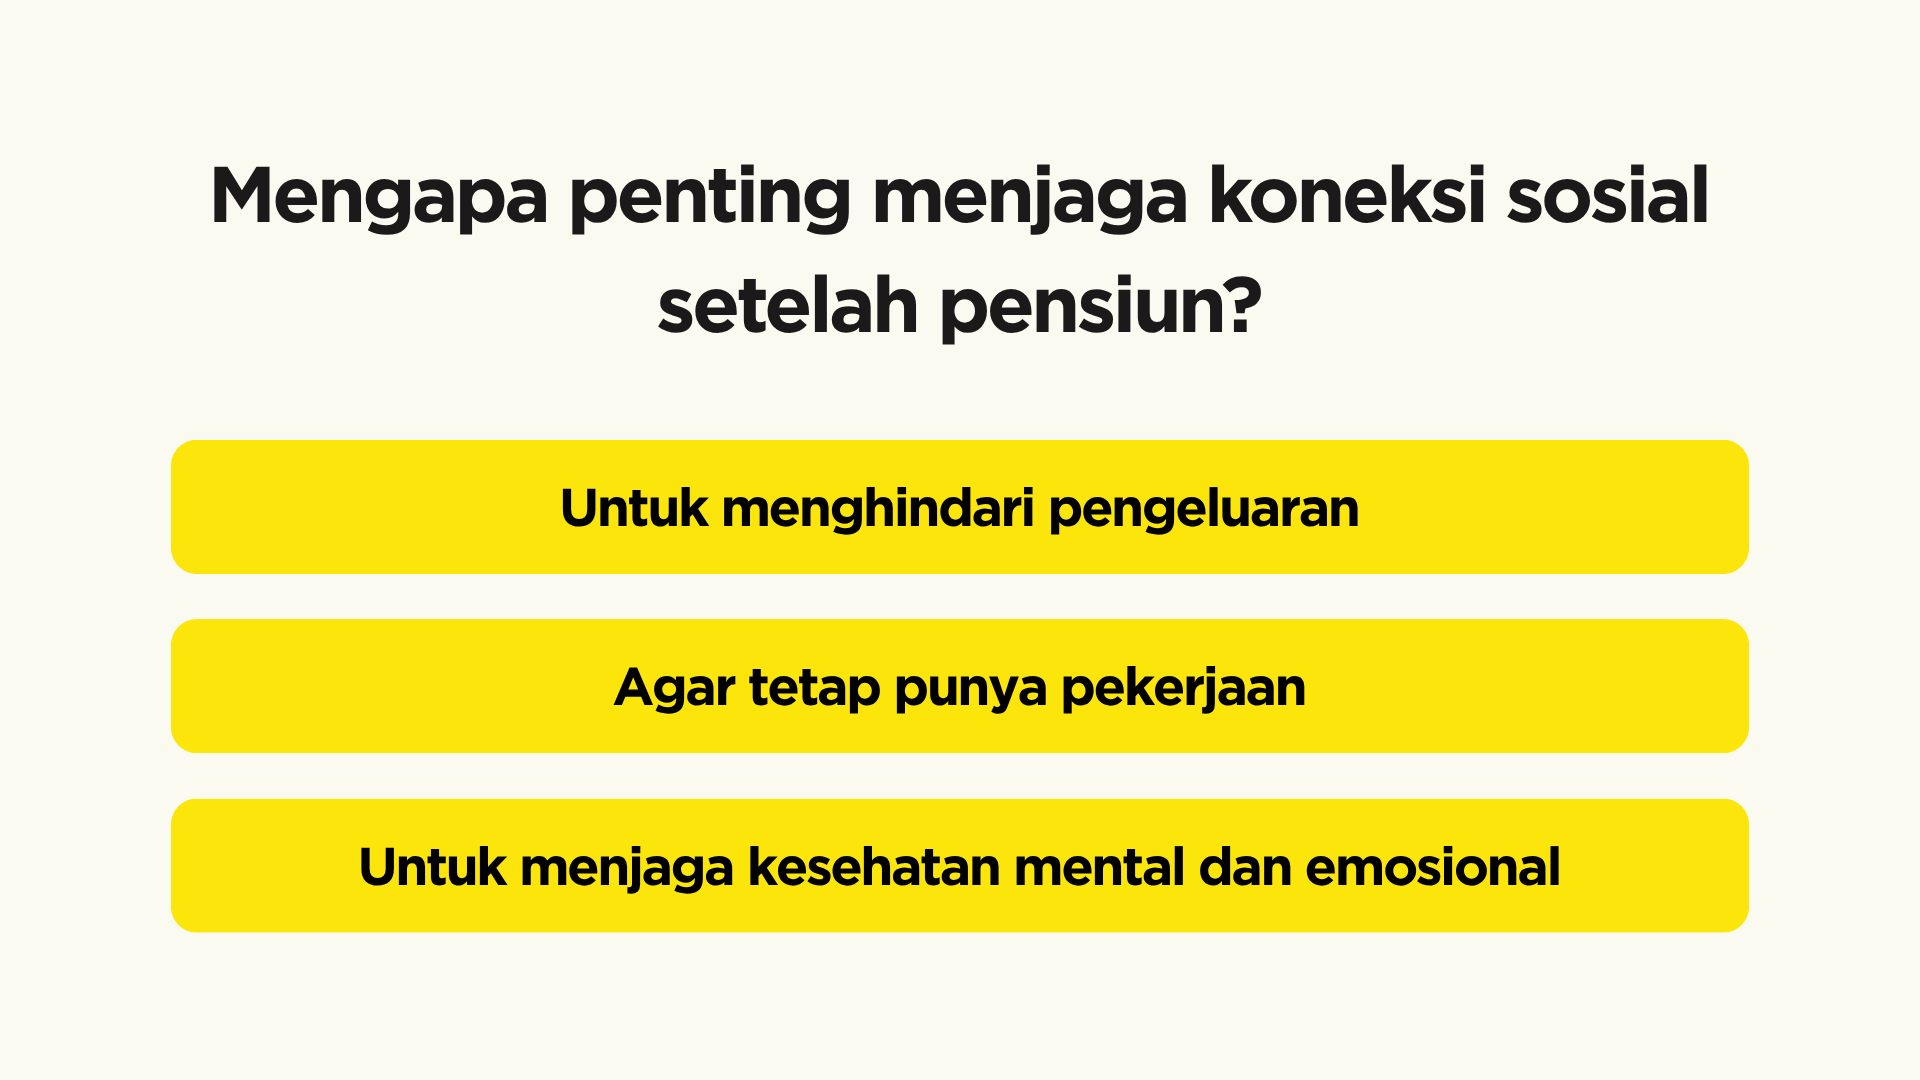 Mengapa penting menjaga koneksi sosial
setelah pensiun?
Untuk menghindari pengeluaran
Agar tetap punya pekerjaan
Untuk menjaga kesehatan mental dan emosional